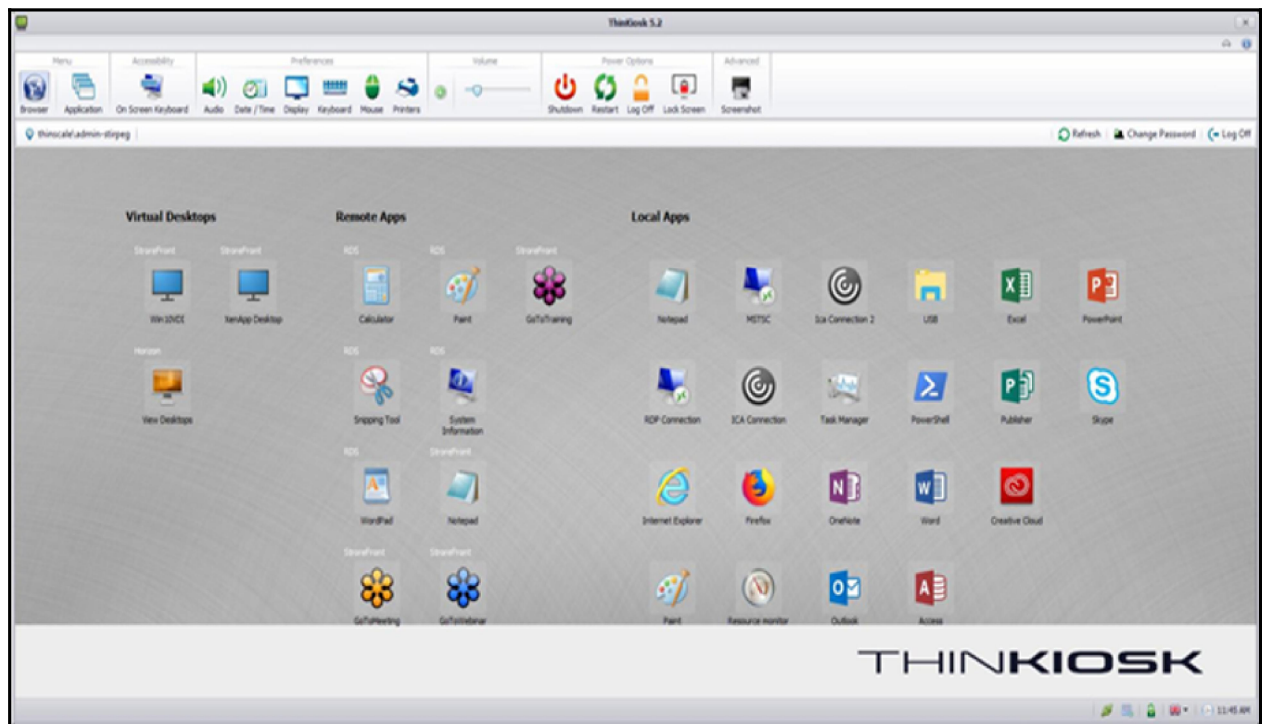 ThinKiosk 5.2
Menu Accessibility Preferences Volume Power Options Advanced
Browser Application On Screen Keyboard Audio Date / Time Display Keyboard Mouse Printers Shutdown Restart Log Off Lock Screen Screenshot
thinscale\admin-stirpeg Refresh Change Password Log Off
Virtual Desktops Remote Apps Local Apps
StoreFront StoreFront RDS RDS StoreFront
Win10VDI XenApp Desktop Calculator Paint GoToTraining Notepad MSTSC Ica Connection 2 USB Excel PowerPoint
Horizon RDS RDS
View Desktops Snipping Tool System Information RDP Connection ICA Connection Task Manager PowerShell Publisher Skype
RDS StoreFront
WordPad Notepad Internet Explorer Firefox OneNote Word Creative Cloud
StoreFront StoreFront
GoToMeeting GoToWebinar Paint Resource monitor Outlook Access
THINKIOSK
11:45 AM